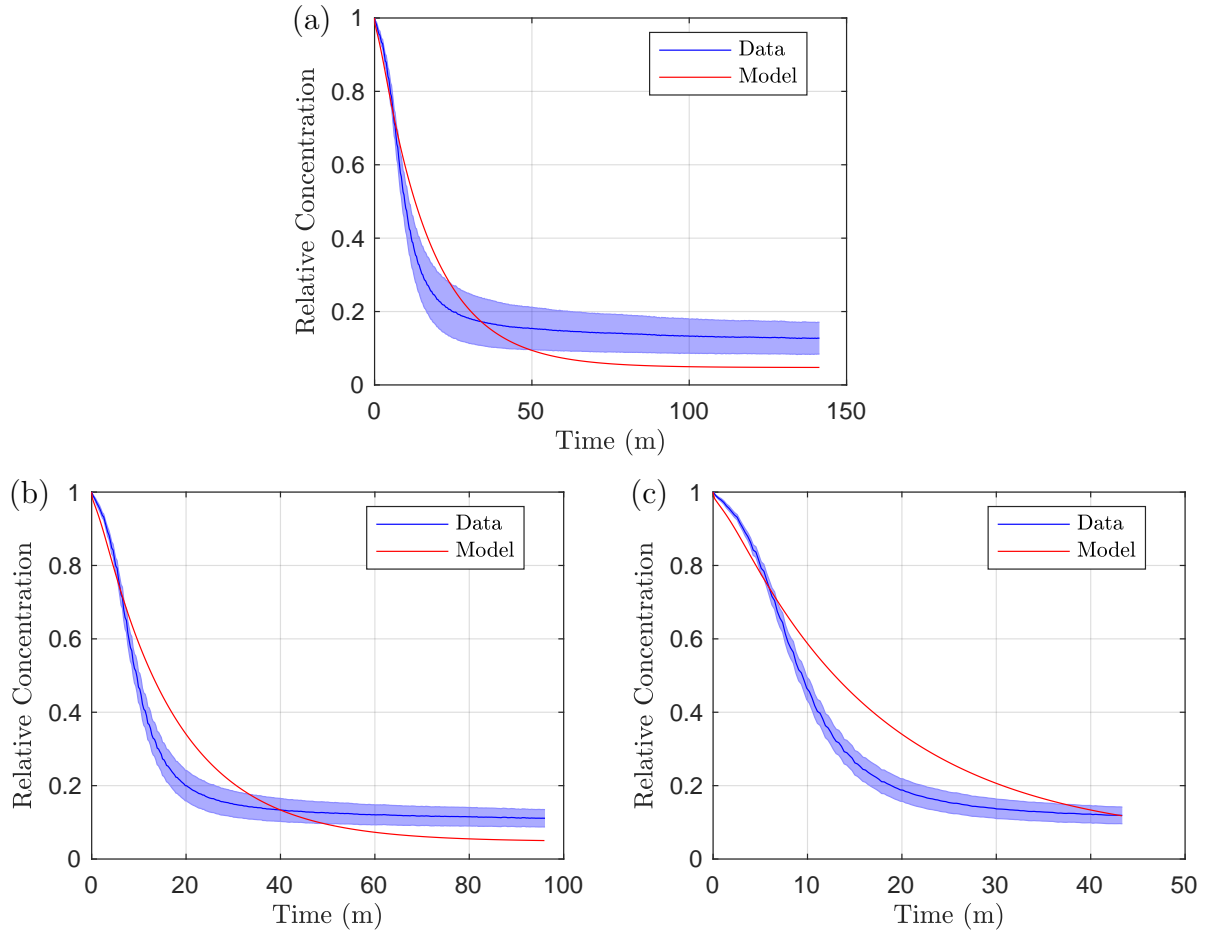 (a)
1
0.8
0.6
0.4
0.2
0
Relative Concentration
Data
Model
0 50 100 150
Time (m)
(b)
1
0.8
0.6
0.4
0.2
0
Relative Concentration
Data
Model
0 20 40 60 80 100
Time (m)
(c)
1
0.8
0.6
0.4
0.2
0
Relative Concentration
Data
Model
0 10 20 30 40 50
Time (m)